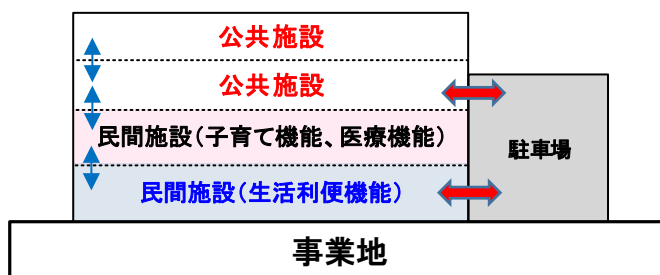 公共施設
公共施設
民間施設（子育て機能、医療機能）
駐車場
民間施設（生活利便機能）
事業地